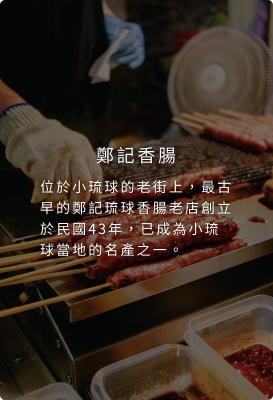 鄭記香腸
位於小琉球的老街上，最古
早的鄭記琉球香腸老店創立
於民國43年，已成為小琉
球當地的名產之一。